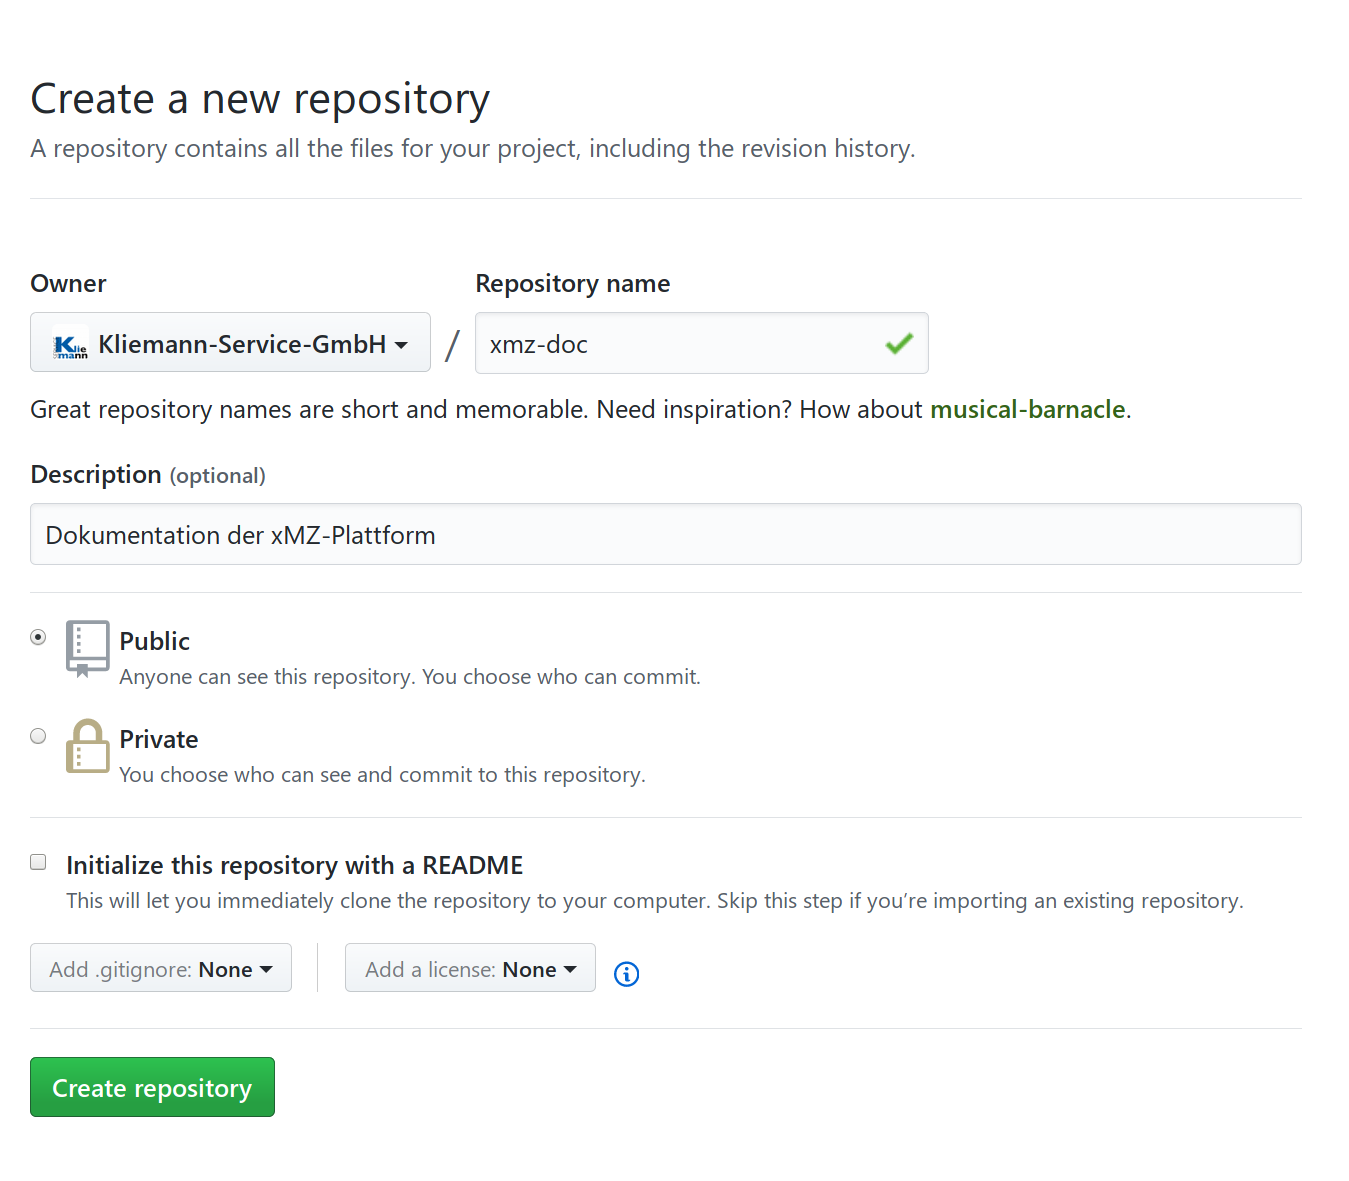 Create a new repository
A repository contains all the files for your project, including the revision history.
Owner
Repository name
Kliemann
Kliemann-Service-GmbH / xmz-doc
Great repository names are short and memorable. Need inspiration? How about musical-barnacle.
Description (optional)
Dokumentation der xMZ-Plattform
Public
Anyone can see this repository. You choose who can commit.
Private
You choose who can see and commit to this repository.
Initialize this repository with a README
This will let you immediately clone the repository to your computer. Skip this step if you’re importing an existing repository.
Add .gitignore: None
Add a license: None
Create repository